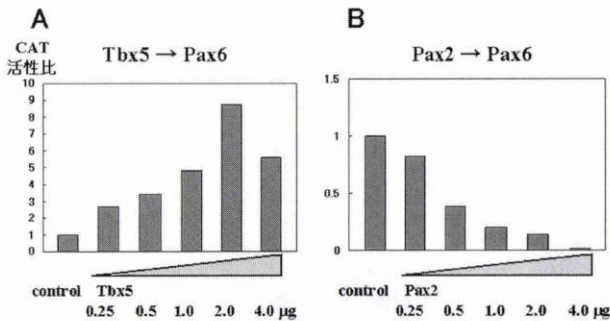 A
Tbx5 → Pax6
CAT
活性比
10
9
8
7
6
5
4
3
2
1
0
control Tbx5
0.25 0.5 1.0 2.0 4.0 μg
B
Pax2 → Pax6
1.5
1
0.5
0
control Pax2
0.25 0.5 1.0 2.0 4.0 μg